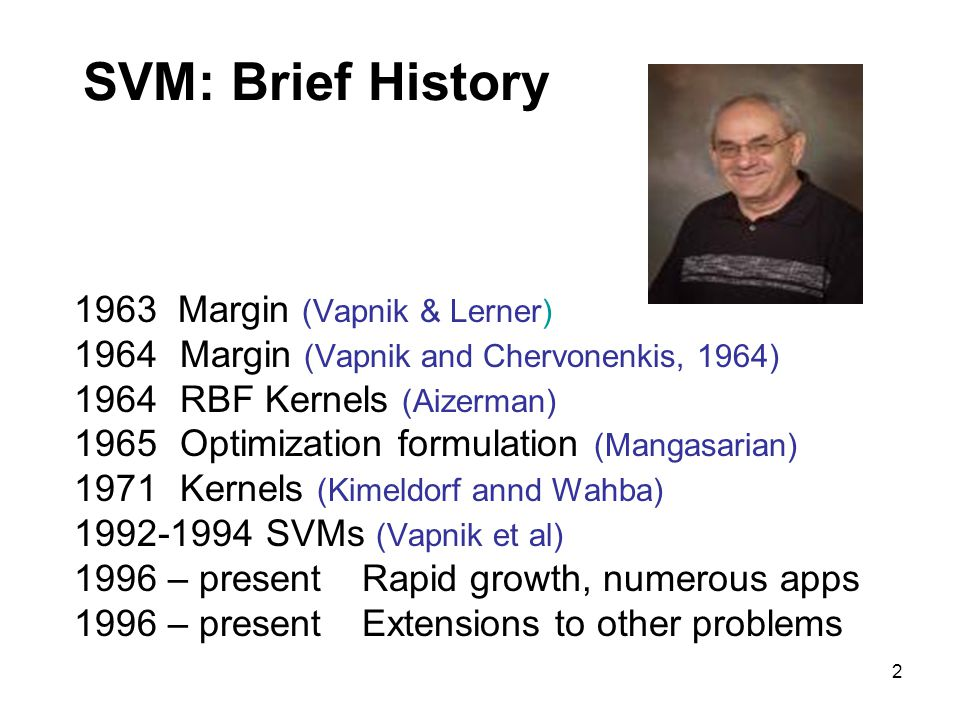 SVM: Brief History
1963 Margin (Vapnik & Lerner)
1964 Margin (Vapnik and Chervonenkis, 1964)
1964 RBF Kernels (Aizerman)
1965 Optimization formulation (Mangasarian)
1971 Kernels (Kimeldorf annd Wahba)
1992-1994 SVMs (Vapnik et al)
1996 – present Rapid growth, numerous apps
1996 – present Extensions to other problems
2